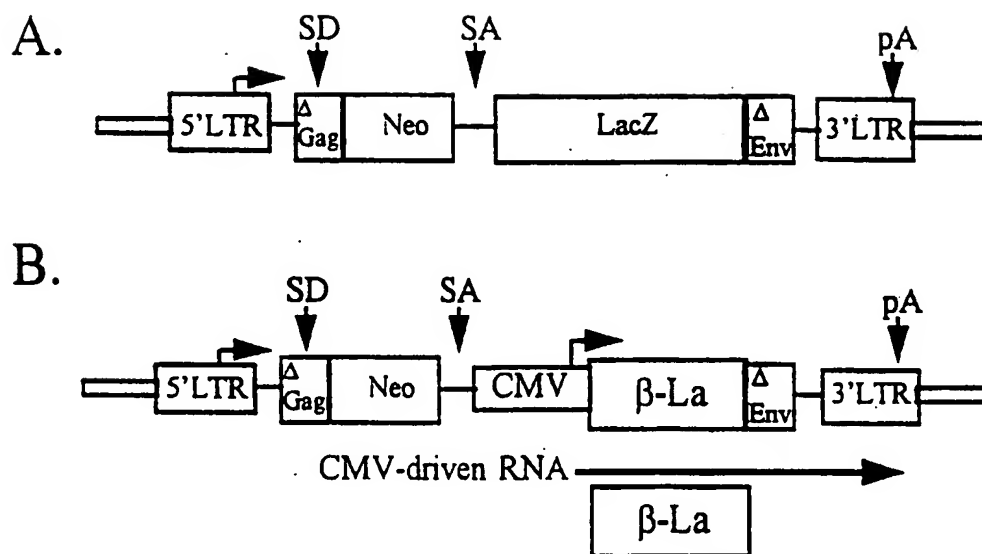 A.
SD
SA
pA
5'LTR
Δ
Gag
Neo
LacZ
Δ
Env
3'LTR
B.
SD
SA
pA
5'LTR
Δ
Gag
Neo
CMV
β-La
Δ
Env
3'LTR
CMV-driven RNA
β-La